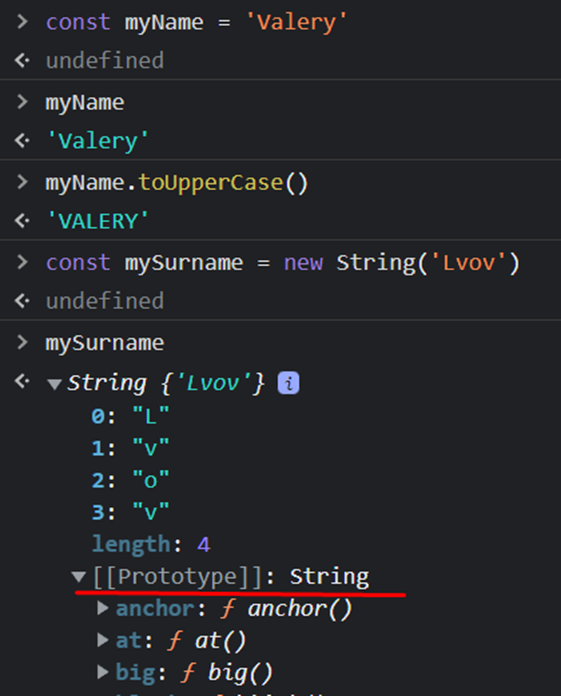 > const myName = 'Valery'
<· undefined
> myName
<· 'Valery'
> myName.toUpperCase()
<· 'VALERY'
> const mySurname = new String('Lvov')
<· undefined
> mySurname
<· ▼String {'Lvov'} i
0: "L"
1: "v"
2: "o"
3: "v"
length: 4
▼[[Prototype]]: String
▶anchor: ƒ anchor()
▶at: ƒ at()
▶big: ƒ big()